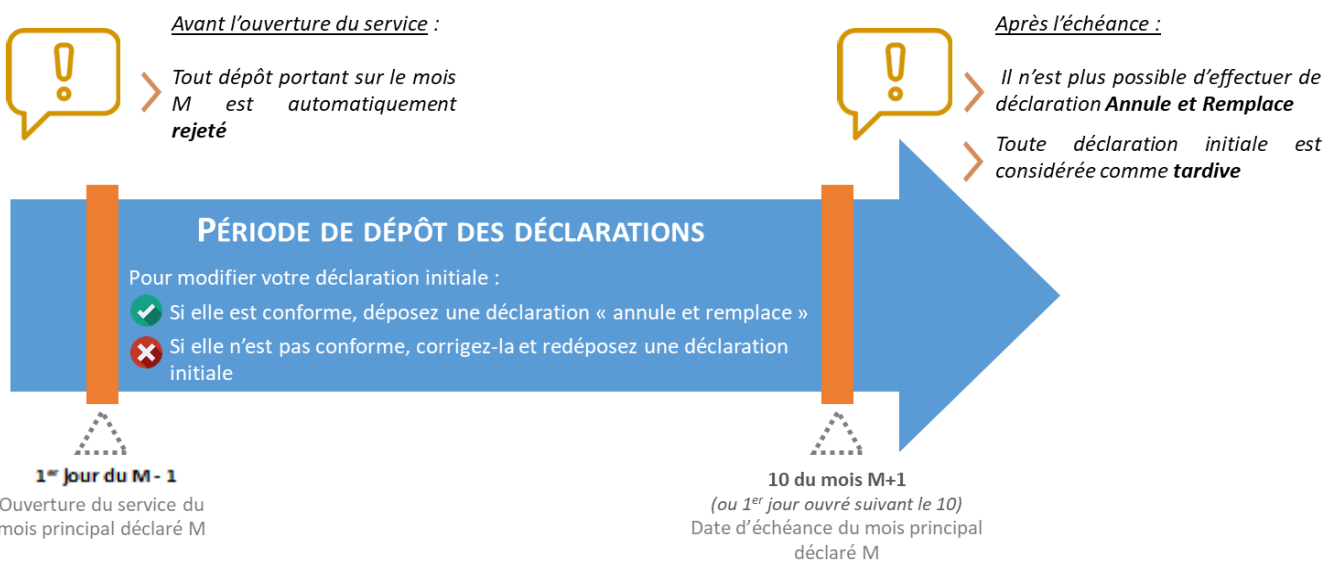 Avant l’ouverture du service :
Tout dépôt portant sur le mois
M est automatiquement
rejeté
Après l’échéance :
Il n’est plus possible d’effectuer de
déclaration Annule et Remplace
Toute déclaration initiale est
considérée comme tardive
PÉRIODE DE DÉPÔT DES DÉCLARATIONS
Pour modifier votre déclaration initiale :
Si elle est conforme, déposez une déclaration « annule et remplace »
Si elle n’est pas conforme, corrigez-la et redéposez une déclaration
initiale
1er jour du M - 1
Ouverture du service du
mois principal déclaré M
10 du mois M+1
(ou 1er jour ouvré suivant le 10)
Date d’échéance du mois principal
déclaré M